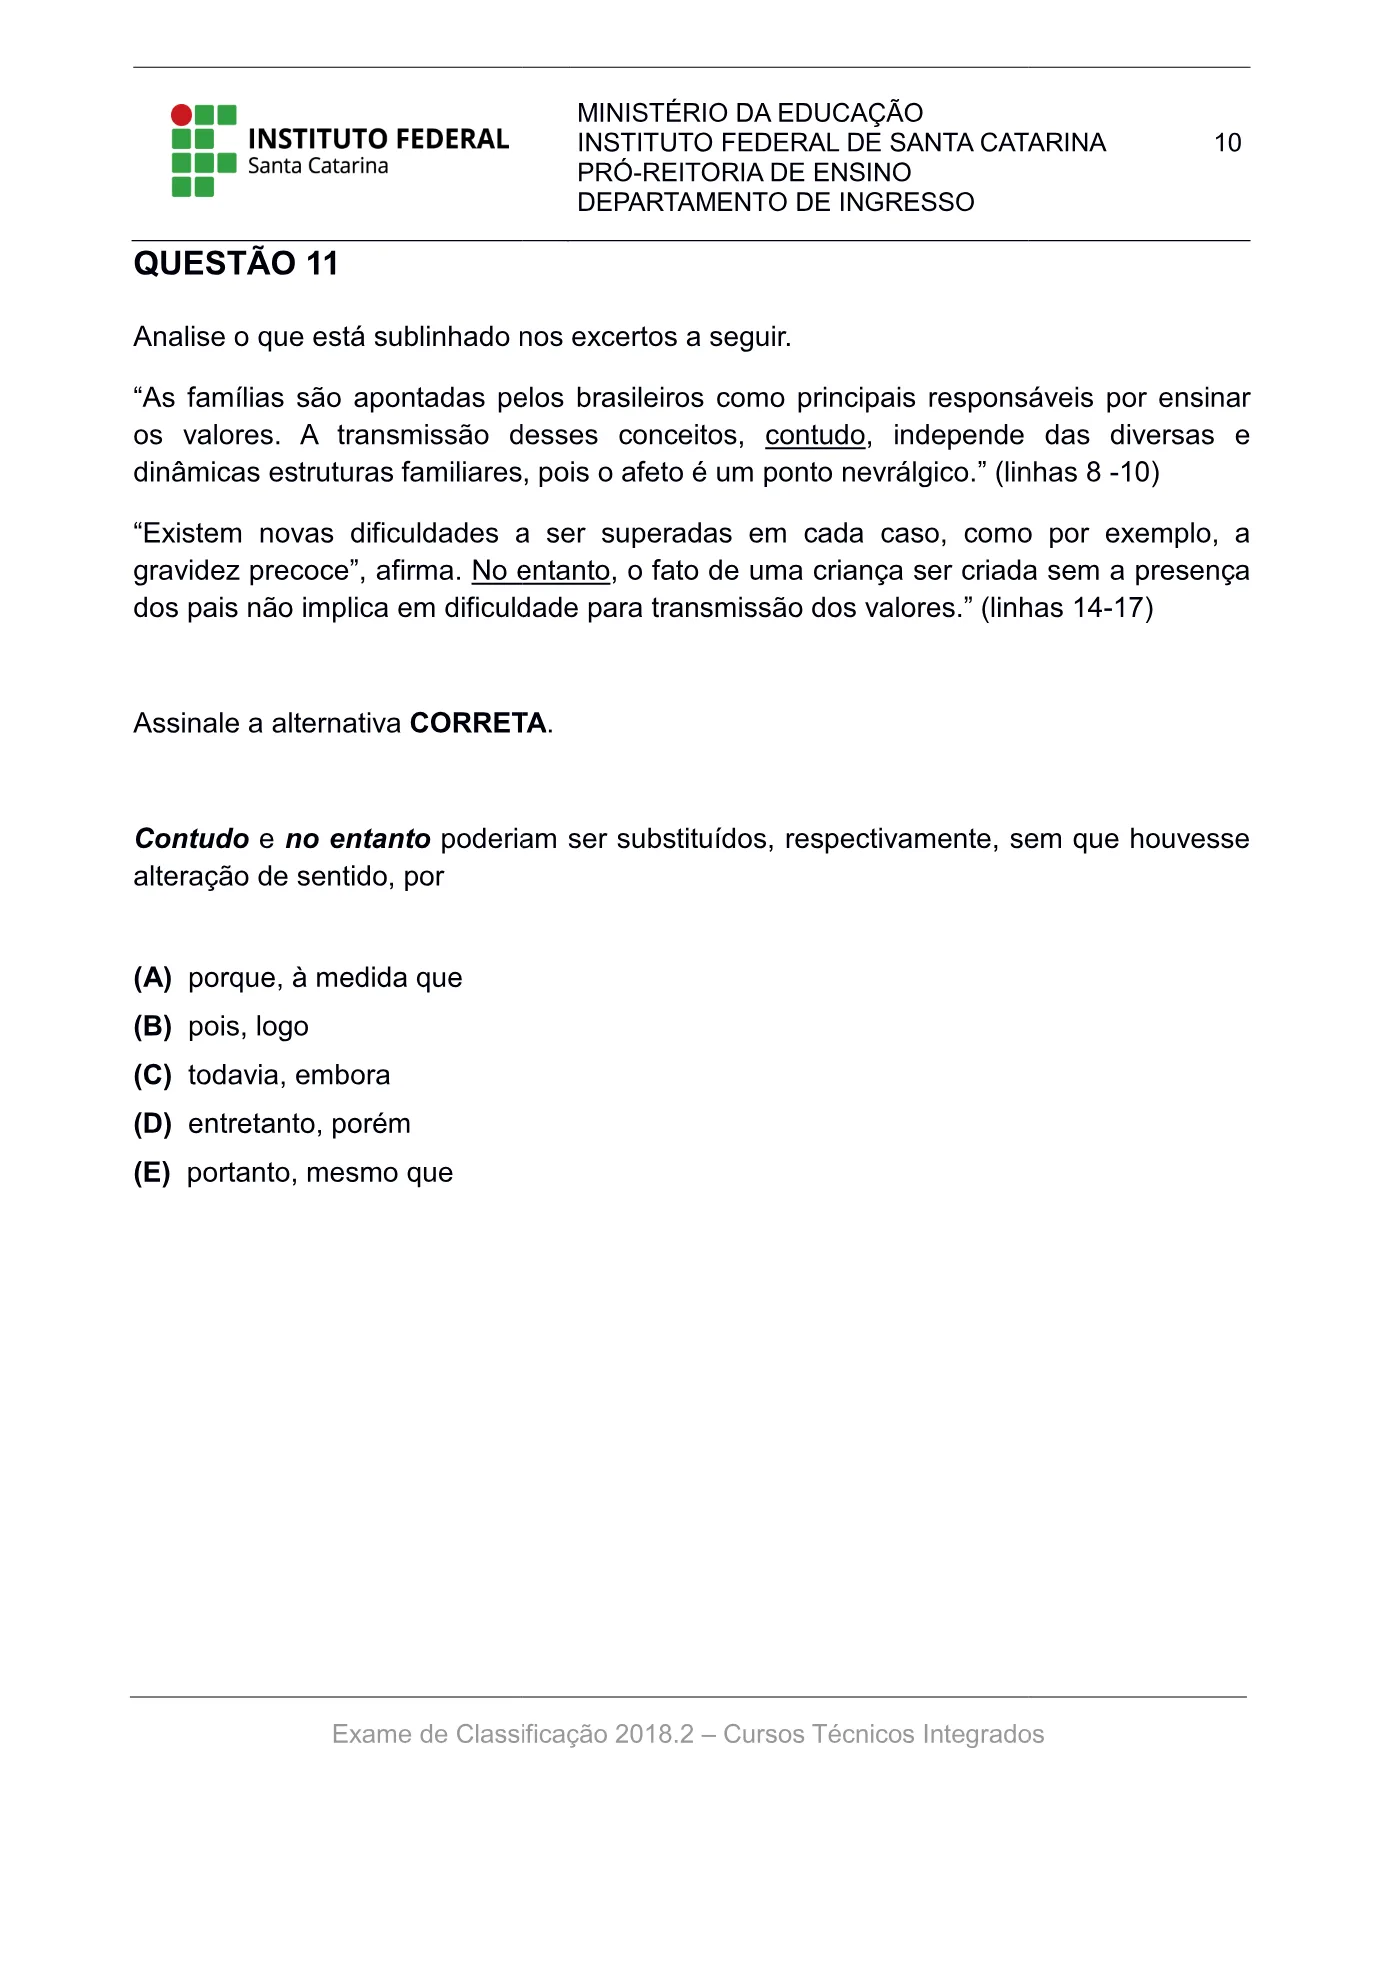 INSTITUTO FEDERAL
Santa Catarina
MINISTÉRIO DA EDUCAÇÃO
INSTITUTO FEDERAL DE SANTA CATARINA
PRÓ-REITORIA DE ENSINO
DEPARTAMENTO DE INGRESSO
10
QUESTÃO 11
Analise o que está sublinhado nos excertos a seguir.
“As famílias são apontadas pelos brasileiros como principais responsáveis por ensinar
os valores. A transmissão desses conceitos, contudo, independe das diversas e
dinâmicas estruturas familiares, pois o afeto é um ponto nevrálgico.” (linhas 8 -10)
“Existem novas dificuldades a ser superadas em cada caso, como por exemplo, a
gravidez precoce”, afirma. No entanto, o fato de uma criança ser criada sem a presença
dos pais não implica em dificuldade para transmissão dos valores.” (linhas 14-17)
Assinale a alternativa CORRETA.
Contudo e no entanto poderiam ser substituídos, respectivamente, sem que houvesse
alteração de sentido, por
(A) porque, à medida que
(B) pois, logo
(C) todavia, embora
(D) entretanto, porém
(E) portanto, mesmo que
Exame de Classificação 2018.2 – Cursos Técnicos Integrados